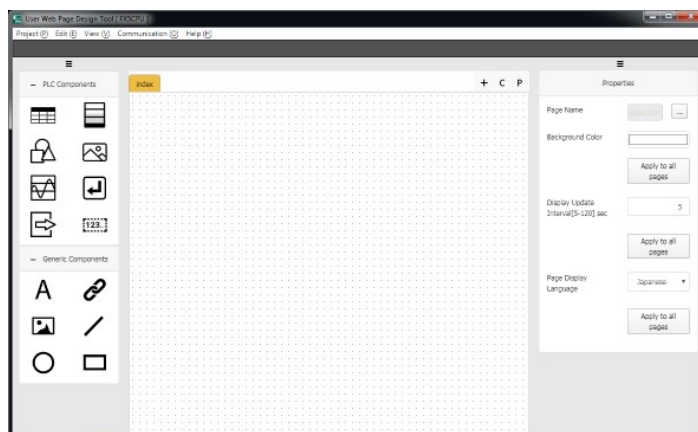 User Web Page Design Tool [ FX5CPU ]
Project (P) Edit (E) View (V) Communication (O) Help (H)
PLC Components
index
+ C P
Properties
Page Name
...
Background Color
Apply to all
pages
Display Update
Interval[5-120] sec
5
Apply to all
pages
Page Display
Language
Japanese
Apply to all
pages
123..
Generic Components
A